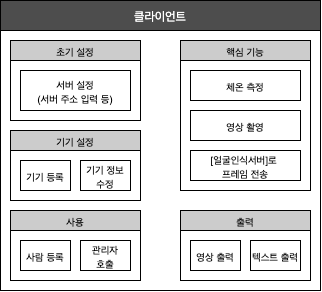 클라이언트
초기 설정
서버 설정
(서버 주소 입력 등)
기기 설정
기기 등록
기기 정보
수정
사용
사람 등록
관리자
호출
핵심 기능
체온 측정
영상 촬영
[얼굴인식서버]로
프레임 전송
출력
영상 출력
텍스트 출력